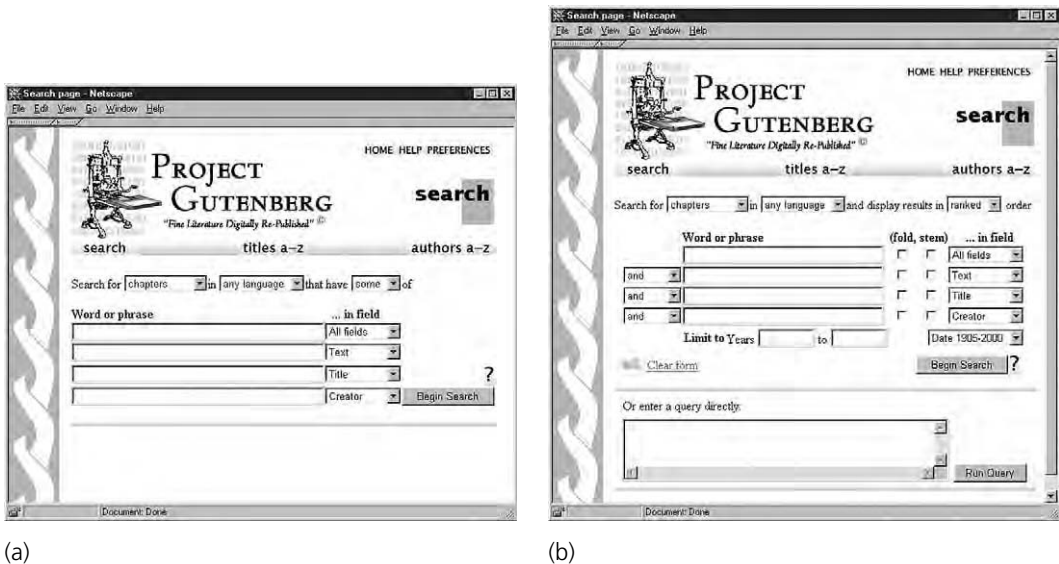 Search page - Netscape
File Edit View Go Window Help
HOME HELP PREFERENCES
PROJECT
GUTENBERG
"Fine Literature Digitally Re-Published" ©
search
search titles a–z authors a–z
Search for chapters in any language that have some of
Word or phrase ... in field
All fields
Text
Title
?
Creator Begin Search
Document: Done
(a)
Search page - Netscape
File Edit View Go Window Help
HOME HELP PREFERENCES
PROJECT
GUTENBERG
"Fine Literature Digitally Re-Published" ©
search
search titles a–z authors a–z
Search for chapters in any language and display results in ranked order
Word or phrase (fold, stem) ... in field
All fields
and Text
and Title
and Creator
Limit to Years to Date 1905-2000
Clear form Begin Search ?
Or enter a query directly:
Run Query
Document: Done
(b)